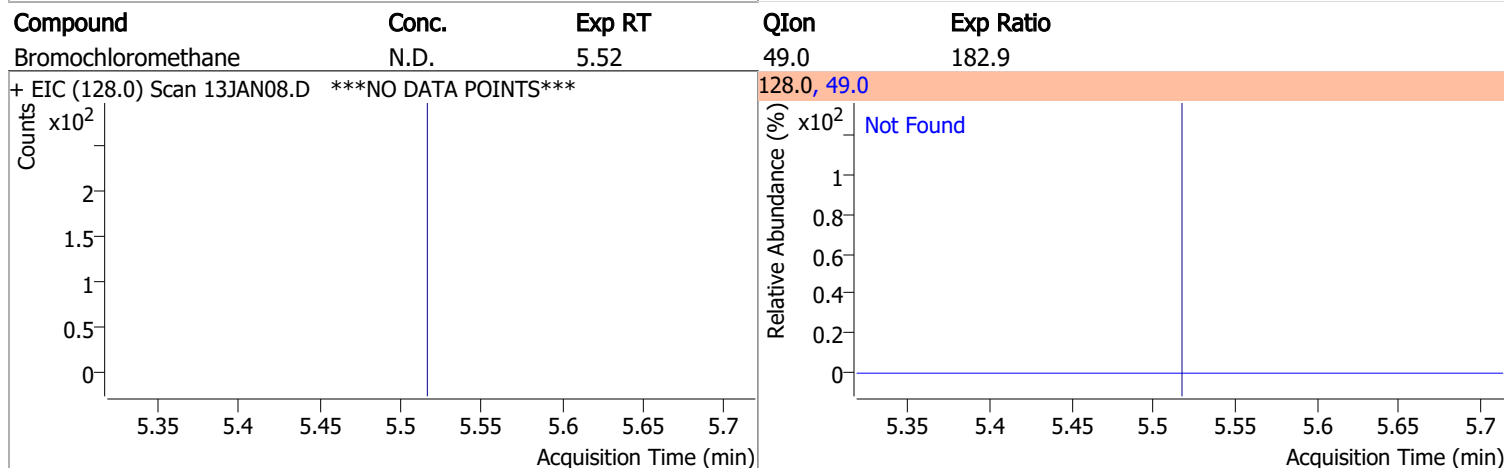 Compound Conc. Exp RT QIon Exp Ratio
Bromochloromethane N.D. 5.52 49.0 182.9
+ EIC (128.0) Scan 13JAN08.D ***NO DATA POINTS***
Counts
x10²
2
1.5
1
0.5
0
5.35 5.4 5.45 5.5 5.55 5.6 5.65 5.7
Acquisition Time (min)
128.0, 49.0
Relative Abundance (%)
x10²
Not Found
1
0.8
0.6
0.4
0.2
0
5.35 5.4 5.45 5.5 5.55 5.6 5.65 5.7
Acquisition Time (min)